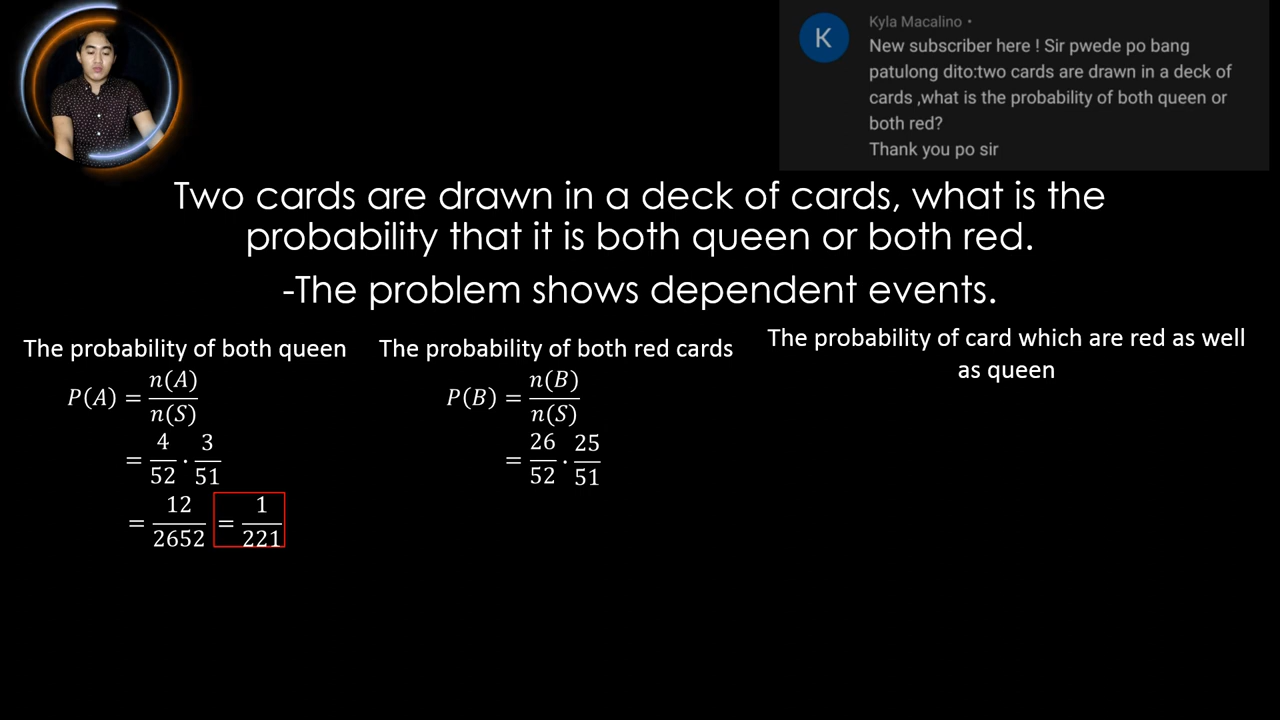 K
Kyla Macalino •
New subscriber here ! Sir pwede po bang
patulong dito:two cards are drawn in a deck of
cards ,what is the probability of both queen or
both red?
Thank you po sir
Two cards are drawn in a deck of cards, what is the
probability that it is both queen or both red.
-The problem shows dependent events.
The probability of both queen
P(A) = n(A)/n(S)
= 4/52 · 3/51
= 12/2652 = 1/221
The probability of both red cards
P(B) = n(B)/n(S)
= 26/52 · 25/51
The probability of card which are red as well
as queen